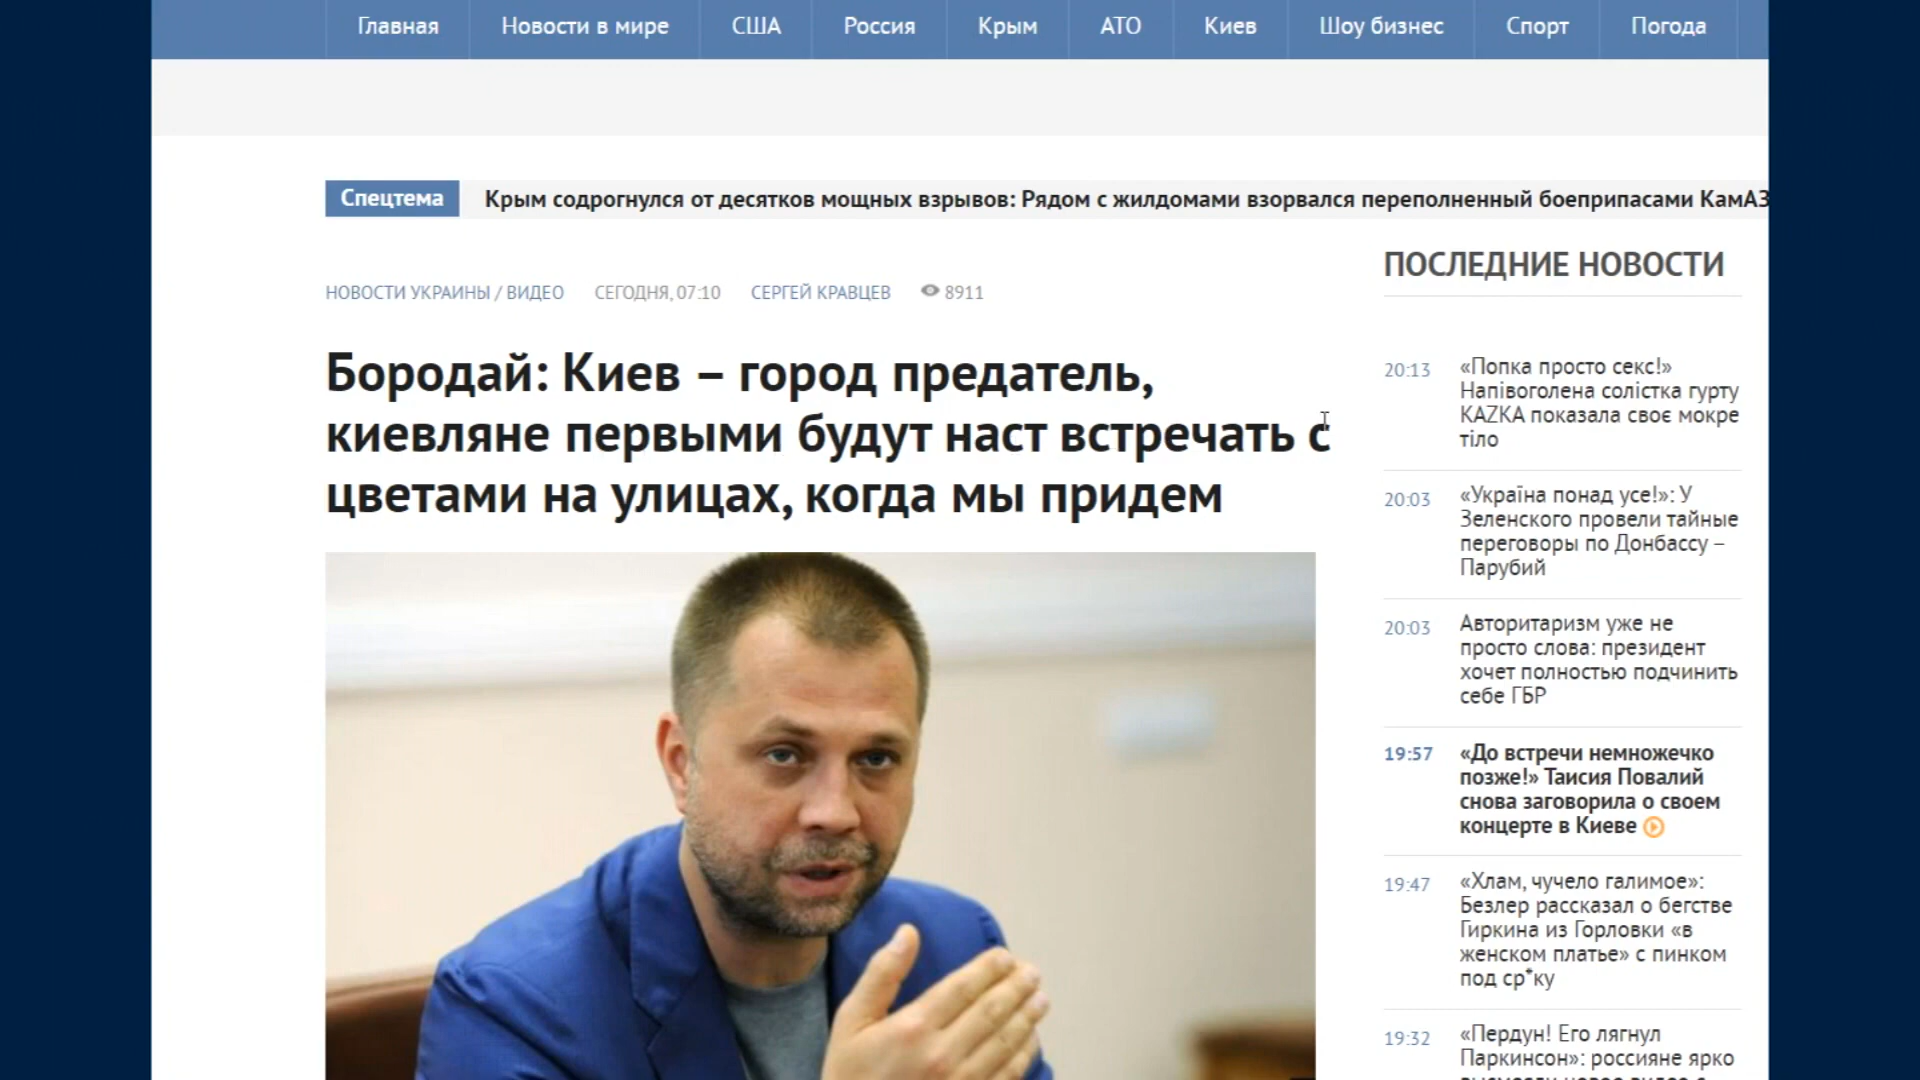 Главная Новости в мире США Россия Крым АТО Киев Шоу бизнес Спорт Погода
Спецтема Крым содрогнулся от десятков мощных взрывов: Рядом с жилдомами взорвался переполненный боеприпасами КамАЗ
НОВОСТИ УКРАИНЫ / ВИДЕО СЕГОДНЯ, 07:10 СЕРГЕЙ КРАВЦЕВ 8911
Бородай: Киев – город предатель,
киевляне первыми будут наст встречать с
цветами на улицах, когда мы придем
ПОСЛЕДНИЕ НОВОСТИ
20:13 «Попка просто секс!»
Напівоголена солістка гурту
KAZKA показала своє мокре
тіло
20:03 «Україна понад усе!»: У
Зеленского провели тайные
переговоры по Донбассу –
Парубий
20:03 Авторитаризм уже не
просто слова: президент
хочет полностью подчинить
себе ГБР
19:57 «До встречи немножечко
позже!» Таисия Повалий
снова заговорила о своем
концерте в Киеве
19:47 «Хлам, чучело галимое»:
Безлер рассказал о бегстве
Гиркина из Горловки «в
женском платье» с пинком
под ср*ку
19:32 «Пердун! Его лягнул
Паркинсон»: россияне ярко